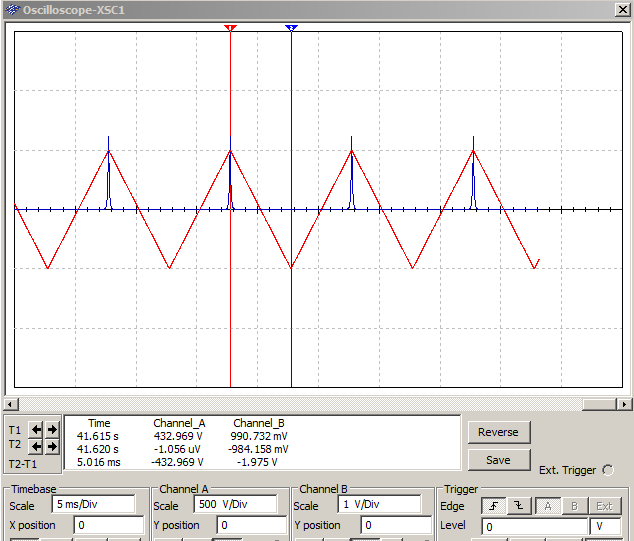 Oscilloscope-XSC1
1 2
Time Channel_A Channel_B
T1 41.615 s 432.969 V 990.732 mV
T2 41.620 s -1.056 uV -984.158 mV
T2-T1 5.016 ms -432.969 V -1.975 V
Reverse
Save
Ext. Trigger
Timebase Channel A Channel B Trigger
Scale 5 ms/Div Scale 500 V/Div Scale 1 V/Div Edge A B Ext
X position 0 Y position 0 Y position 0 Level 0 V